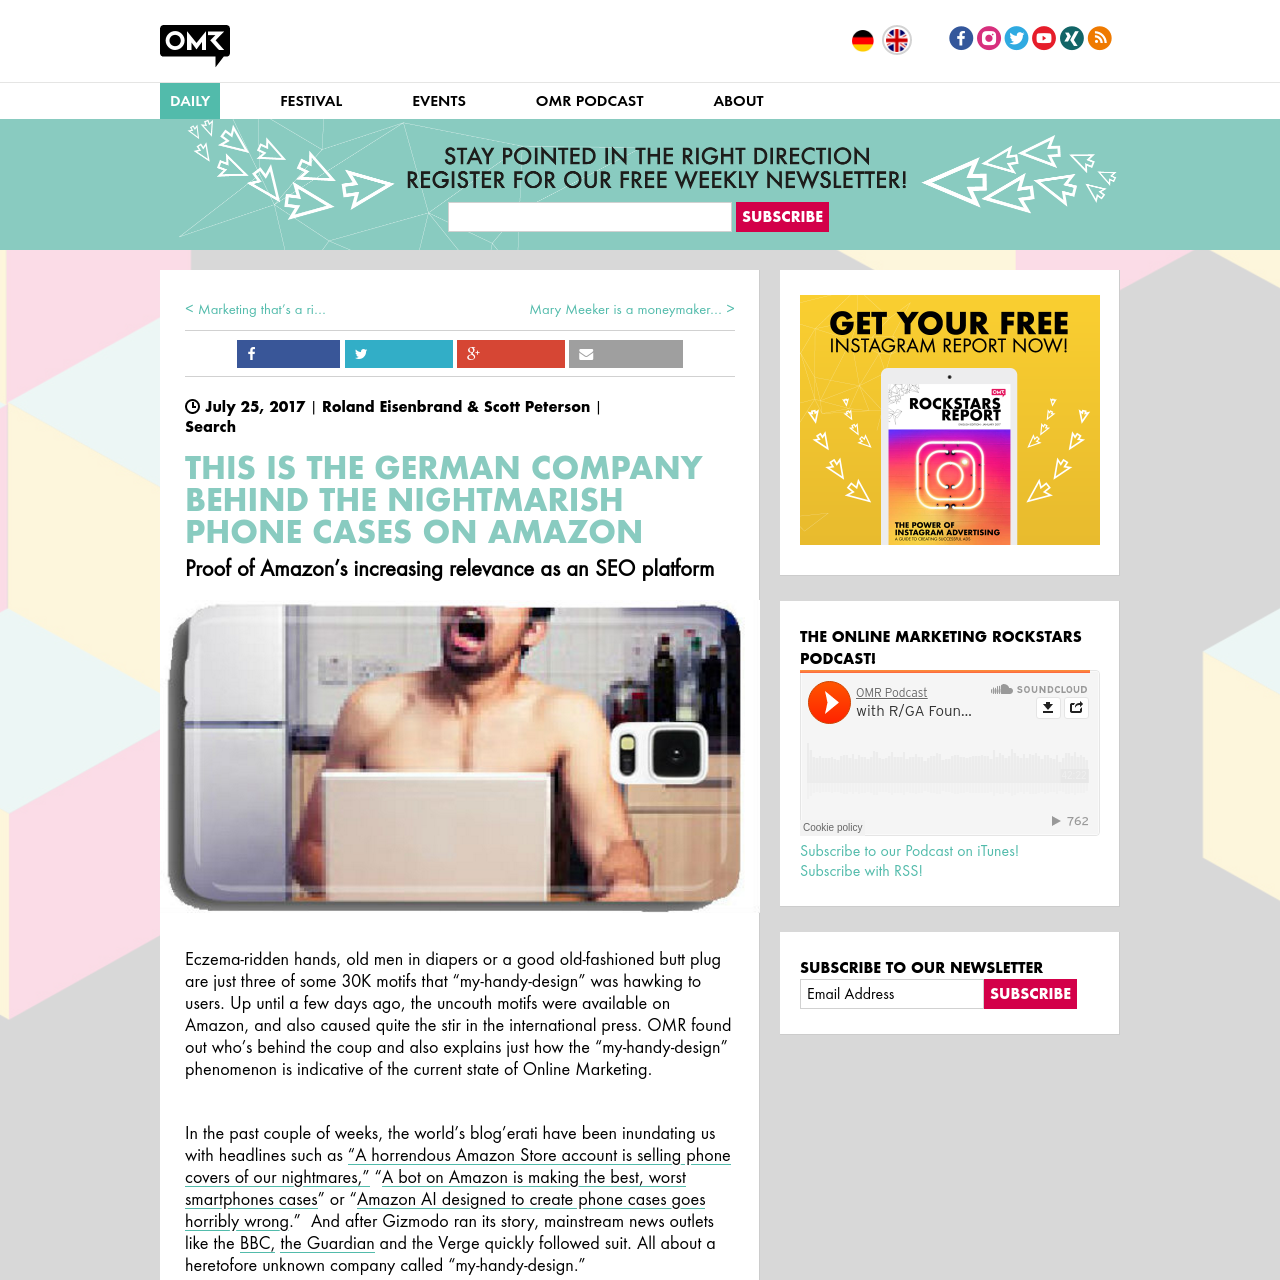 OMR
DAILY
FESTIVAL
EVENTS
OMR PODCAST
ABOUT
STAY POINTED IN THE RIGHT DIRECTION
REGISTER FOR OUR FREE WEEKLY NEWSLETTER!
SUBSCRIBE
< Marketing that’s a ri...
Mary Meeker is a moneymaker... >
July 25, 2017 | Roland Eisenbrand & Scott Peterson |
Search
THIS IS THE GERMAN COMPANY
BEHIND THE NIGHTMARISH
PHONE CASES ON AMAZON
Proof of Amazon’s increasing relevance as an SEO platform
Eczema-ridden hands, old men in diapers or a good old-fashioned butt plug
are just three of some 30K motifs that “my-handy-design” was hawking to
users. Up until a few days ago, the uncouth motifs were available on
Amazon, and also caused quite the stir in the international press. OMR found
out who’s behind the coup and also explains just how the “my-handy-design”
phenomenon is indicative of the current state of Online Marketing.
In the past couple of weeks, the world’s blog’erati have been inundating us
with headlines such as “A horrendous Amazon Store account is selling phone
covers of our nightmares,” “A bot on Amazon is making the best, worst
smartphones cases” or “Amazon AI designed to create phone cases goes
horribly wrong.”  And after Gizmodo ran its story, mainstream news outlets
like the BBC, the Guardian and the Verge quickly followed suit. All about a
heretofore unknown company called “my-handy-design.”
GET YOUR FREE
INSTAGRAM REPORT NOW!
ROCKSTARS
REPORT
THE POWER OF
INSTAGRAM ADVERTISING
A GUIDE TO CREATING SUCCESSFUL ADS
THE ONLINE MARKETING ROCKSTARS
PODCAST!
OMR Podcast
SOUNDCLOUD
with R/GA Foun...
762
Cookie policy
Subscribe to our Podcast on iTunes!
Subscribe with RSS!
SUBSCRIBE TO OUR NEWSLETTER
Email Address
SUBSCRIBE